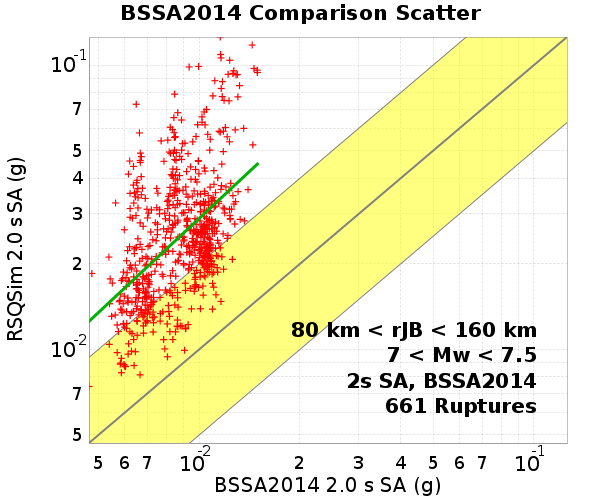 BSSA2014 Comparison Scatter
RSQSim 2.0 s SA (g)
10-1
7
5
4
3
2
10-2
7
5
80 km < rJB < 160 km
7 < Mw < 7.5
2s SA, BSSA2014
661 Ruptures
5 6 7 10-2 2 3 4 5 6 7 10-1
BSSA2014 2.0 s SA (g)